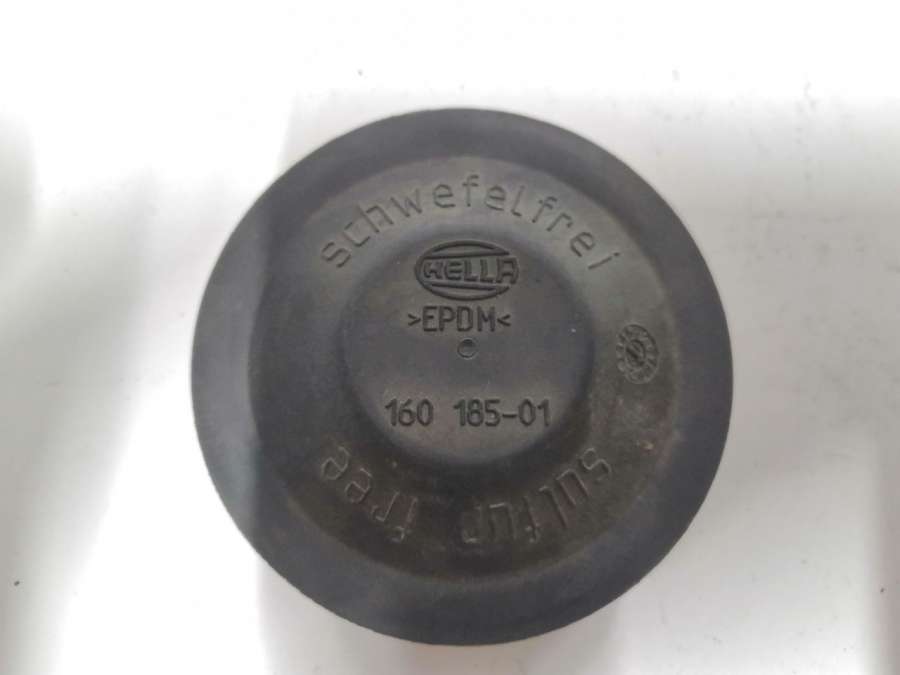 schwefelfrei
HELLA
>EPDM<
160 185-01
sulfur free